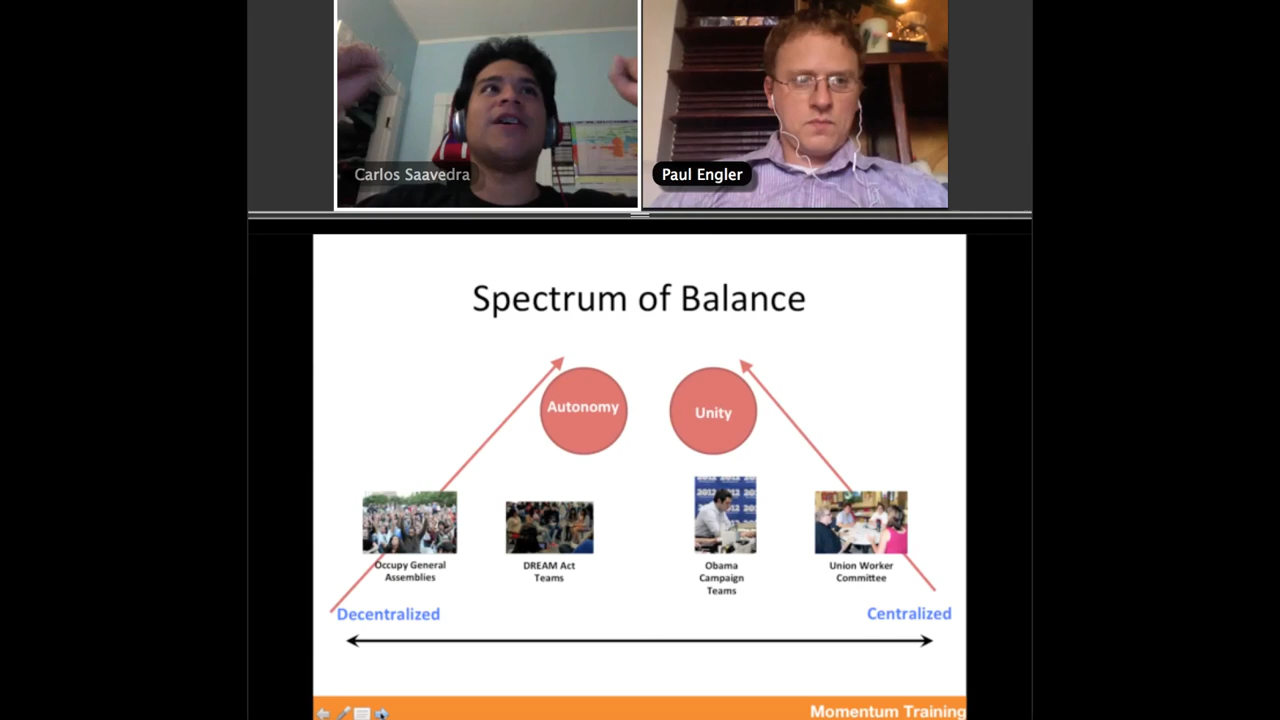 Carlos Saavedra
Paul Engler
Spectrum of Balance
Autonomy
Unity
Occupy General
Assemblies
DREAM Act
Teams
Obama
Campaign
Teams
Union Worker
Committee
Decentralized
Centralized
Momentum Training